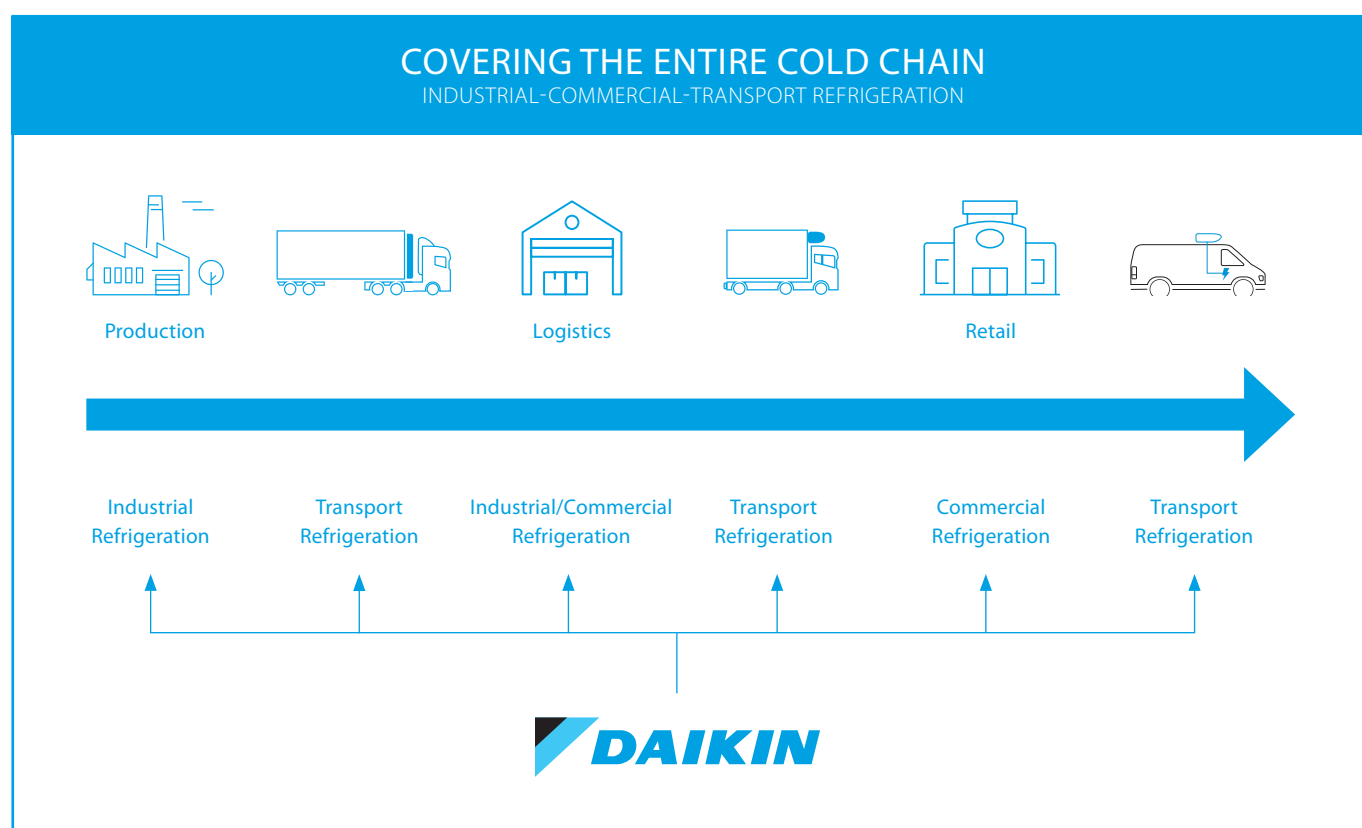 COVERING THE ENTIRE COLD CHAIN
INDUSTRIAL-COMMERCIAL-TRANSPORT REFRIGERATION
Production
Logistics
Retail
Industrial
Refrigeration
Transport
Refrigeration
Industrial/Commercial
Refrigeration
Transport
Refrigeration
Commercial
Refrigeration
Transport
Refrigeration
DAIKIN